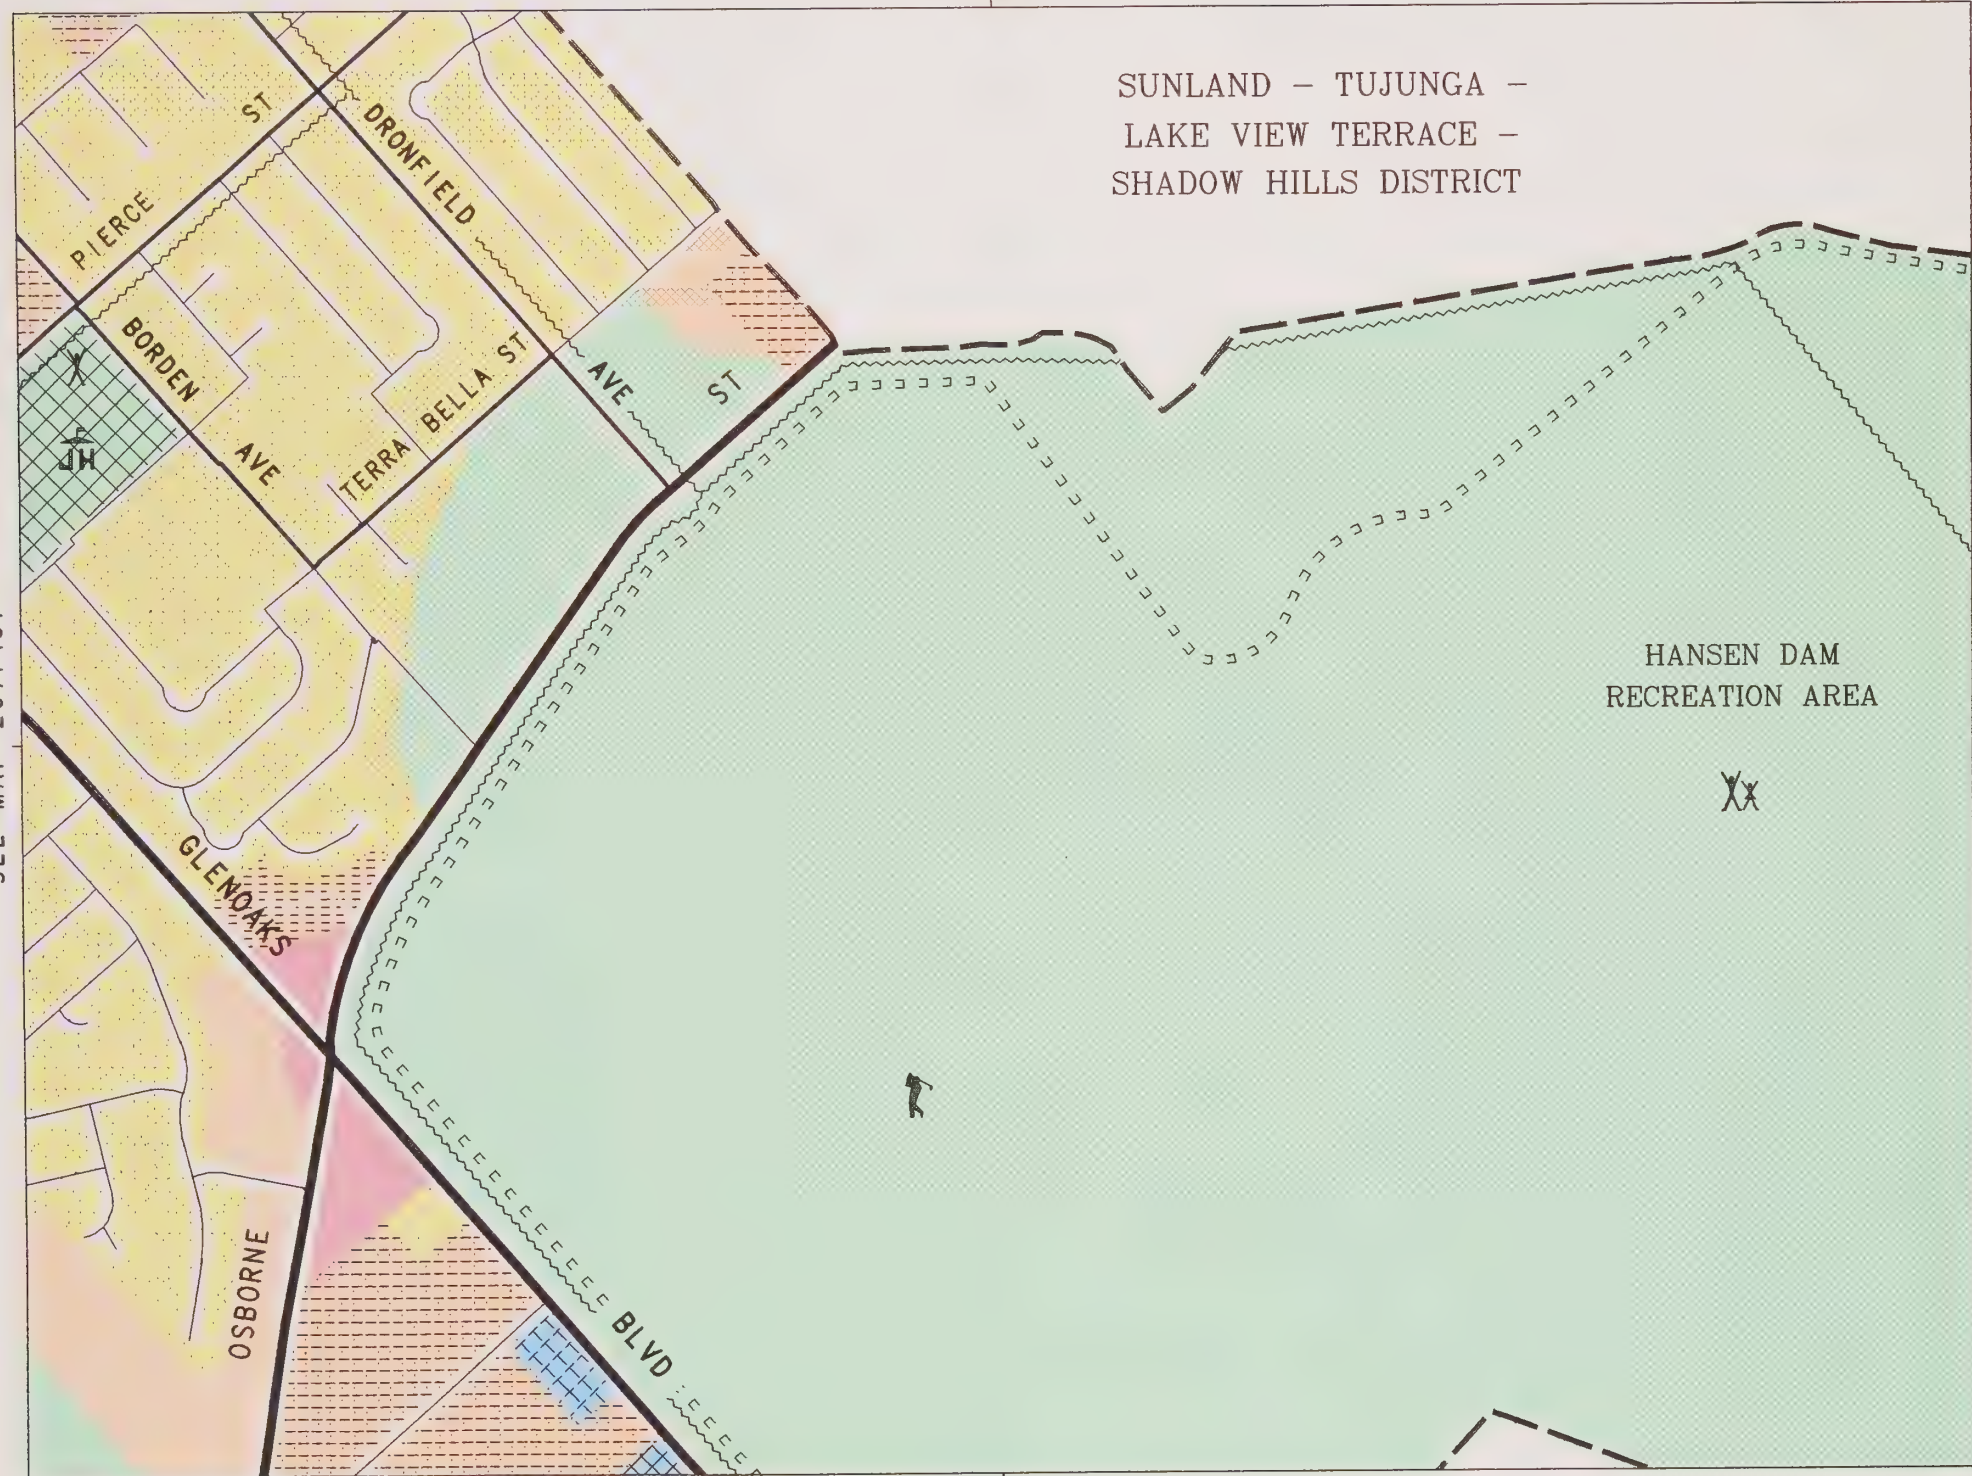 SUNLAND – TUJUNGA –
LAKE VIEW TERRACE –
SHADOW HILLS DISTRICT
DRONFIELD
AVE
PIERCE
ST
BORDEN
AVE
TERRA BELLA ST
ST
JH
HANSEN DAM
RECREATION AREA
GLENOAKS
BLVD
OSBORNE